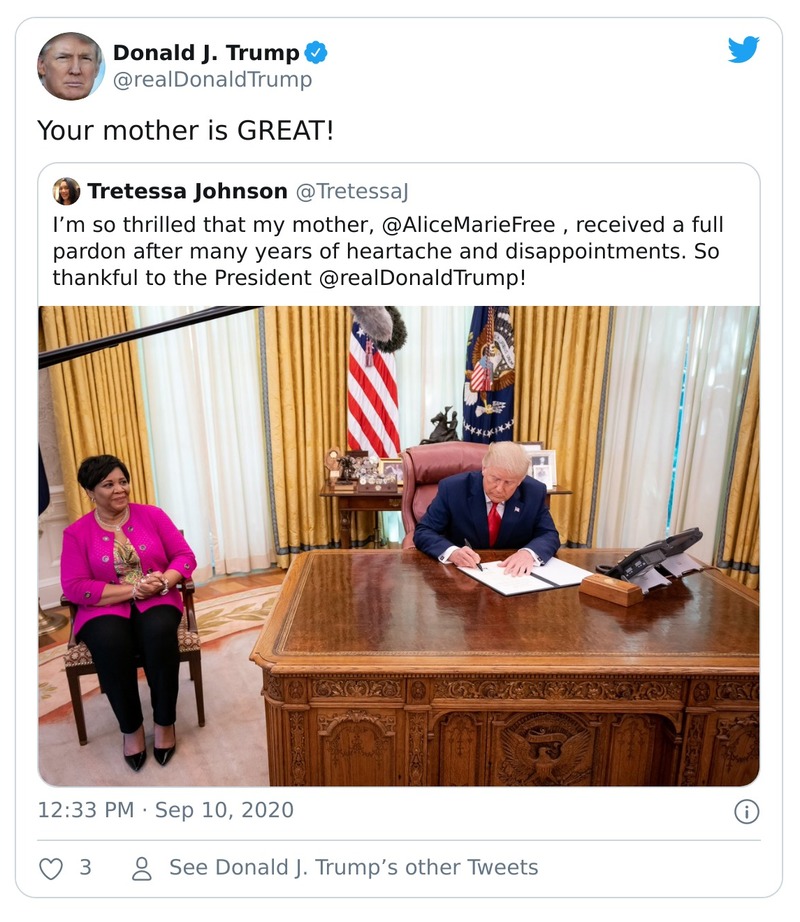 Donald J. Trump
@realDonaldTrump
Your mother is GREAT!
Tretessa Johnson @TretessaJ
I’m so thrilled that my mother, @AliceMarieFree , received a full
pardon after many years of heartache and disappointments. So
thankful to the President @realDonaldTrump!
12:33 PM · Sep 10, 2020
3 See Donald J. Trump’s other Tweets